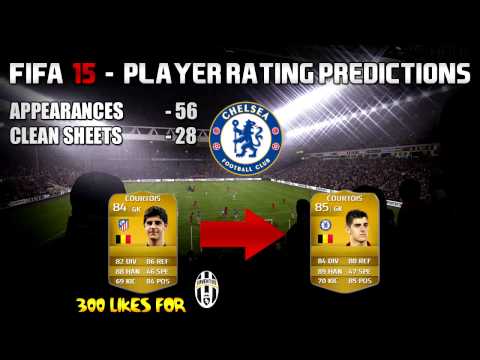 FIFA 15 - PLAYER RATING PREDICTIONS
APPEARANCES - 56
CLEAN SHEETS - 28
CHELSEA
FOOTBALL CLUB
COURTOIS
84 GK
82 DIV 86 REF
88 HAN 46 SPE
69 KIC 84 POS
COURTOIS
85 GK
84 DIV 88 REF
89 HAN 47 SPE
70 KIC 85 POS
300 LIKES FOR
JUVENTUS